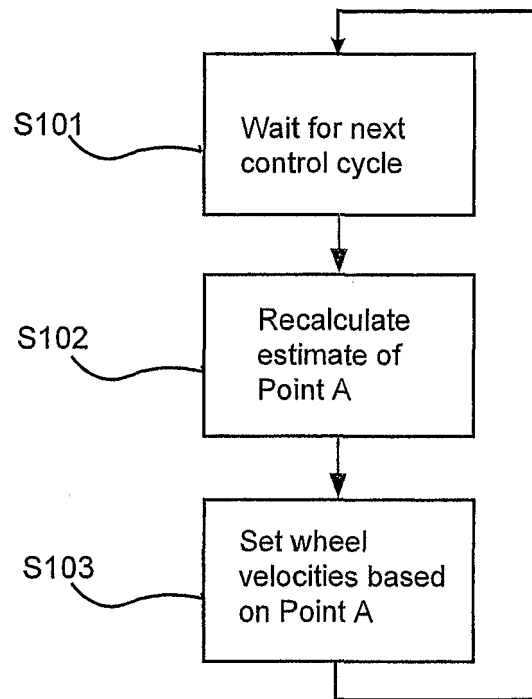 S101
Wait for next
control cycle
S102
Recalculate
estimate of
Point A
S103
Set wheel
velocities based
on Point A